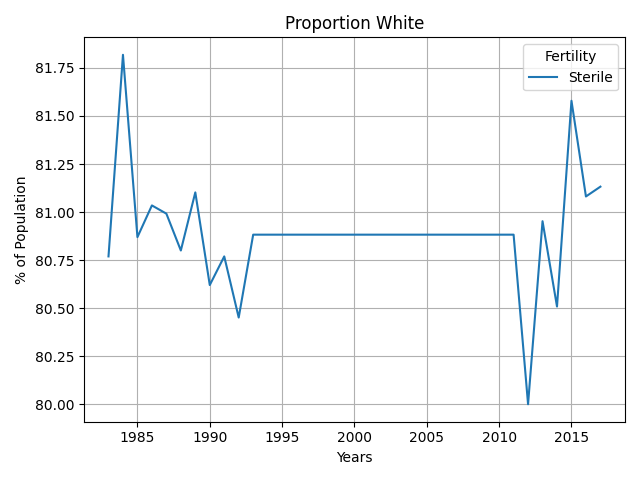 Proportion White
Fertility
Sterile
% of Population
81.75
81.50
81.25
81.00
80.75
80.50
80.25
80.00
1985 1990 1995 2000 2005 2010 2015
Years